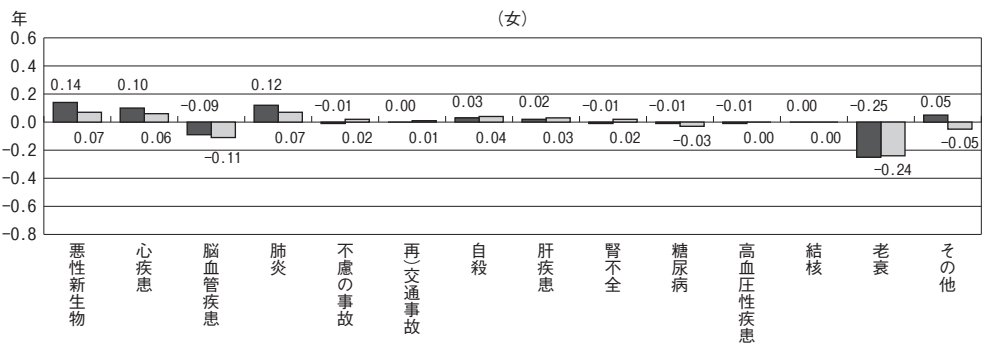 年
(女)
0.6
0.4
0.2
0.0
−0.2
−0.4
−0.6
−0.8
0.14
0.07
0.10
0.06
−0.09
−0.11
0.12
0.07
−0.01
0.02
0.00
0.01
0.03
0.04
0.02
0.03
−0.01
0.02
−0.01
−0.03
−0.01
0.00
0.00
0.00
−0.25
−0.24
0.05
−0.05
悪性新生物
心疾患
脳血管疾患
肺炎
不慮の事故
再)交通事故
自殺
肝疾患
腎不全
糖尿病
高血圧性疾患
結核
老衰
その他